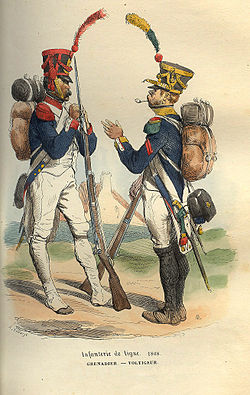 Infanterie de ligne. 1808.
GRENADIER — VOLTIGEUR